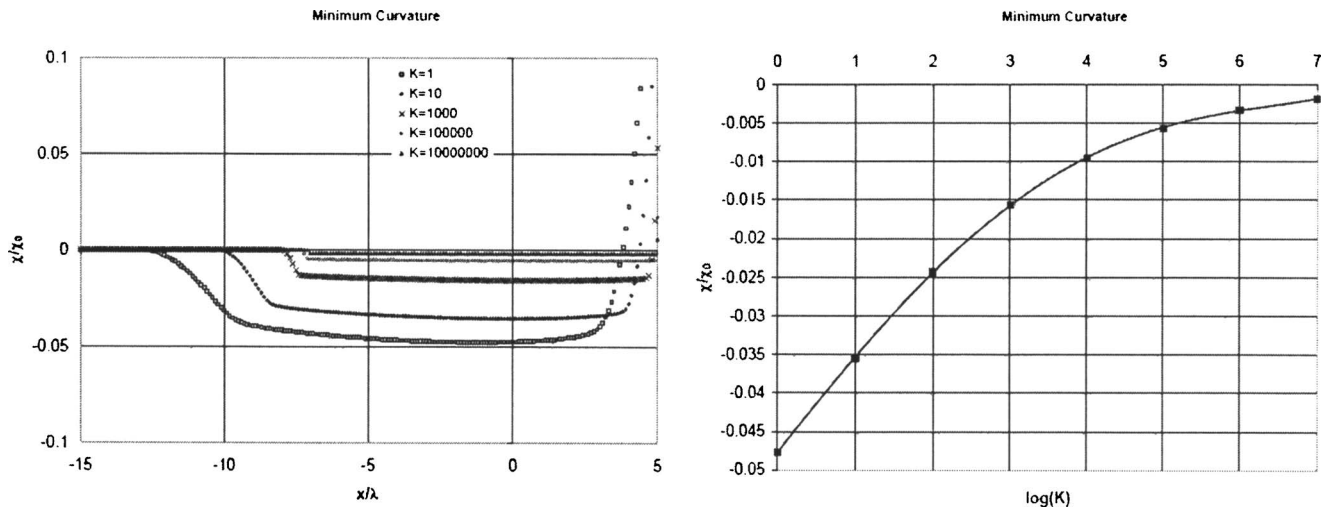 Minimum Curvature
0.1
0.05
0
-0.05
-0.1
χ/χ₀
K=1
K=10
K=1000
K=100000
K=10000000
-15 -10 -5 0 5
x/λ
Minimum Curvature
0 1 2 3 4 5 6 7
0
-0.005
-0.01
-0.015
-0.02
-0.025
-0.03
-0.035
-0.04
-0.045
-0.05
χ/χ₀
log(K)